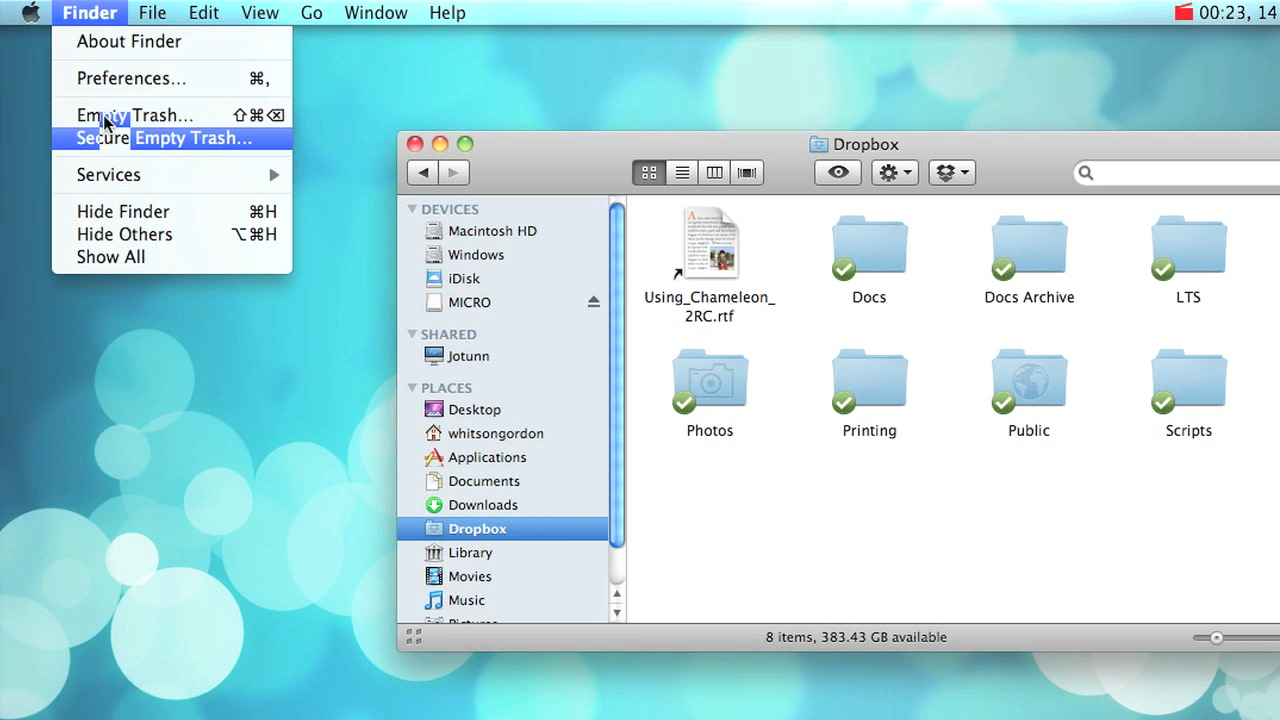 Finder File Edit View Go Window Help 00:23, 14
About Finder
Preferences... ⌘,
Empty Trash... ⇧⌘⌫
Secure Empty Trash...
Services
Hide Finder ⌘H
Hide Others ⌥⌘H
Show All
Dropbox
DEVICES
Macintosh HD
Windows
iDisk
MICRO
SHARED
Jotunn
PLACES
Desktop
whitsongordon
Applications
Documents
Downloads
Dropbox
Library
Movies
Music
Using_Chameleon_
2RC.rtf
Docs
Docs Archive
LTS
Photos
Printing
Public
Scripts
8 items, 383.43 GB available